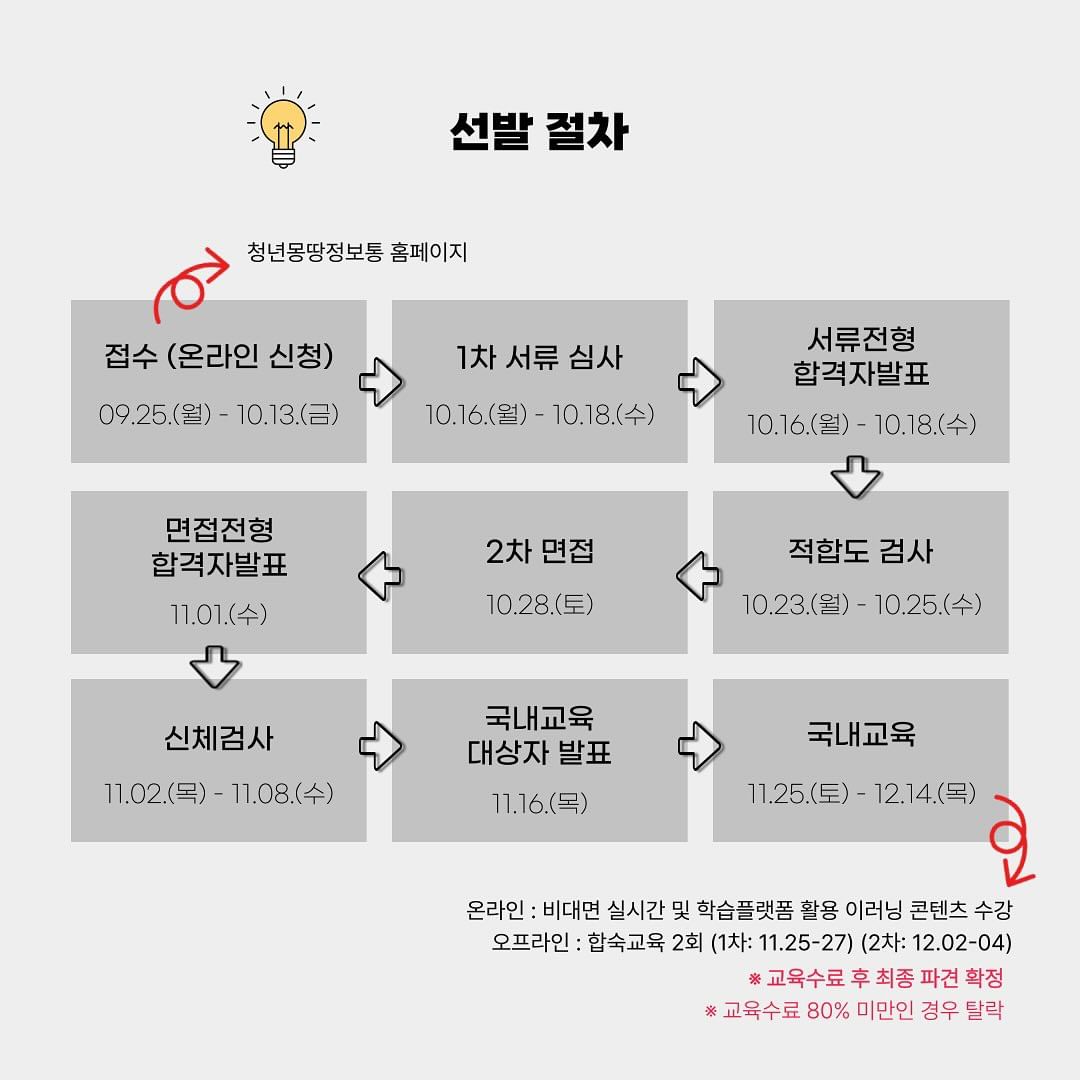 선발 절차
청년몽땅정보통 홈페이지
접수 (온라인 신청)
09.25.(월) - 10.13.(금)
1차 서류 심사
10.16.(월) - 10.18.(수)
서류전형
합격자발표
10.16.(월) - 10.18.(수)
적합도 검사
10.23.(월) - 10.25.(수)
2차 면접
10.28.(토)
면접전형
합격자발표
11.01.(수)
신체검사
11.02.(목) - 11.08.(수)
국내교육
대상자 발표
11.16.(목)
국내교육
11.25.(토) - 12.14.(목)
온라인 : 비대면 실시간 및 학습플랫폼 활용 이러닝 콘텐츠 수강
오프라인 : 합숙교육 2회 (1차: 11.25-27) (2차: 12.02-04)
※ 교육수료 후 최종 파견 확정
※ 교육수료 80% 미만인 경우 탈락